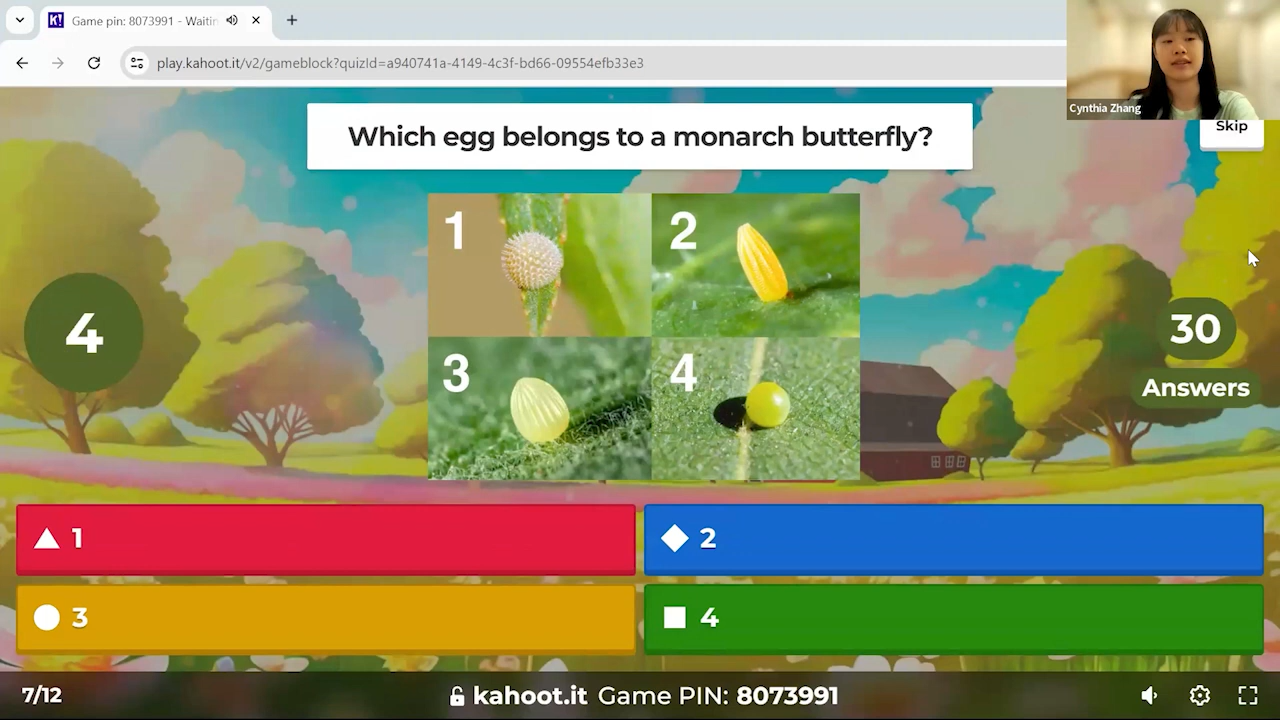 K! Game pin: 8073991 - Waitin
play.kahoot.it/v2/gameblock?quizId=a940741a-4149-4c3f-bd66-09554efb33e3
Cynthia Zhang
Skip
Which egg belongs to a monarch butterfly?
1
2
3
4
4
30
Answers
1
2
3
4
7/12
kahoot.it Game PIN: 8073991